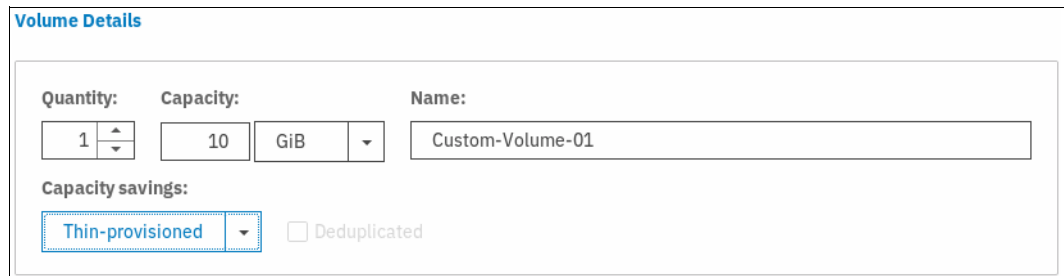 Volume Details
Quantity: Capacity: Name:
1 10 GiB Custom-Volume-01
Capacity savings:
Thin-provisioned Deduplicated